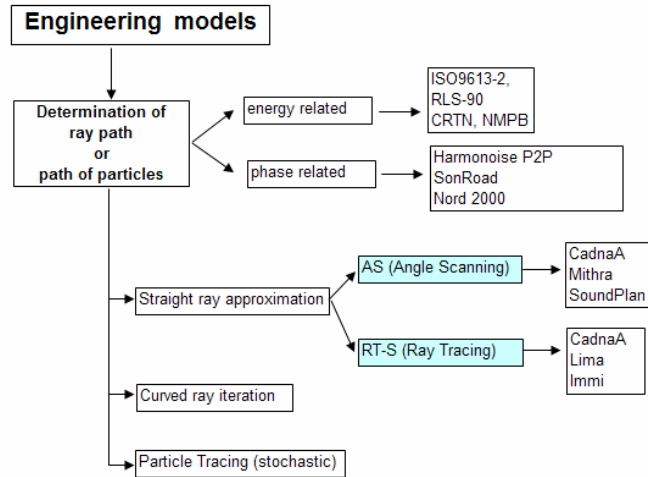 Engineering models
Determination of
ray path
or
path of particles
energy related
ISO9613-2,
RLS-90
CRTN, NMPB
phase related
Harmonoise P2P
SonRoad
Nord 2000
Straight ray approximation
AS (Angle Scanning)
CadnaA
Mithra
SoundPlan
RT-S (Ray Tracing)
CadnaA
Lima
Immi
Curved ray iteration
Particle Tracing (stochastic)